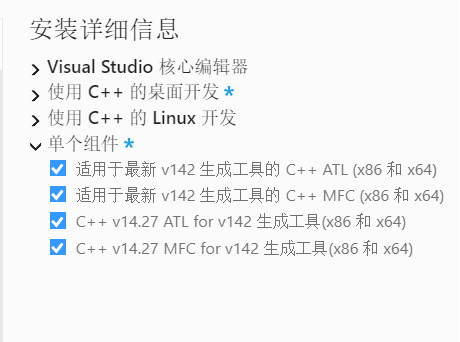 安装详细信息
Visual Studio 核心编辑器
使用 C++ 的桌面开发 *
使用 C++ 的 Linux 开发
单个组件 *
适用于最新 v142 生成工具的 C++ ATL (x86 和 x64)
适用于最新 v142 生成工具的 C++ MFC (x86 和 x64)
C++ v14.27 ATL for v142 生成工具(x86 和 x64)
C++ v14.27 MFC for v142 生成工具(x86 和 x64)